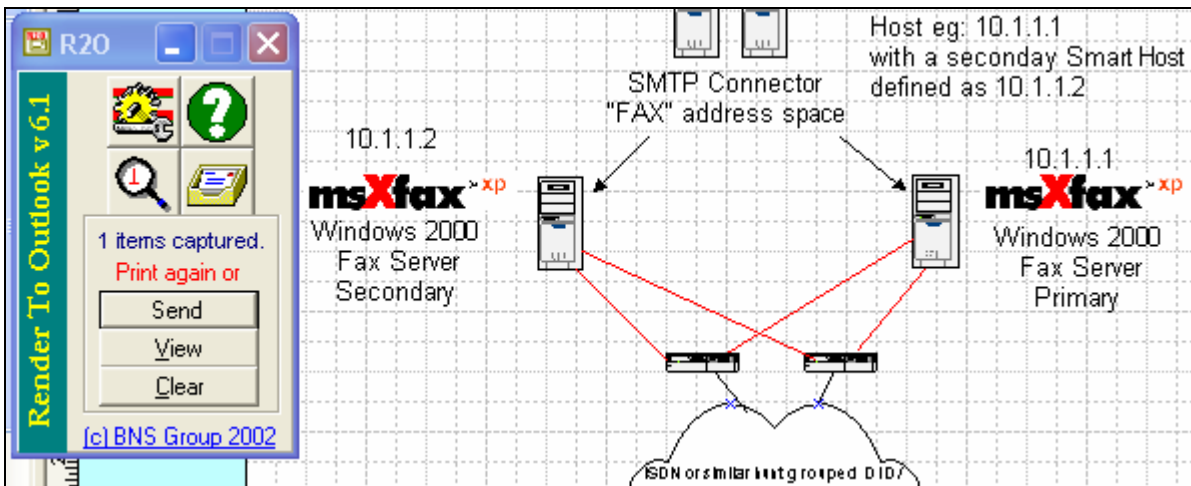 R2O
Render To Outlook v 6.1
1 items captured.
Print again or
Send
View
Clear
(c) BNS Group 2002
Host eg: 10.1.1.1
with a seconday Smart Host
defined as 10.1.1.2
SMTP Connector
"FAX" address space
10.1.1.2
msXfax xp
Windows 2000
Fax Server
Secondary
10.1.1.1
msXfax xp
Windows 2000
Fax Server
Primary
ISDN or similar hunt grouped DID/